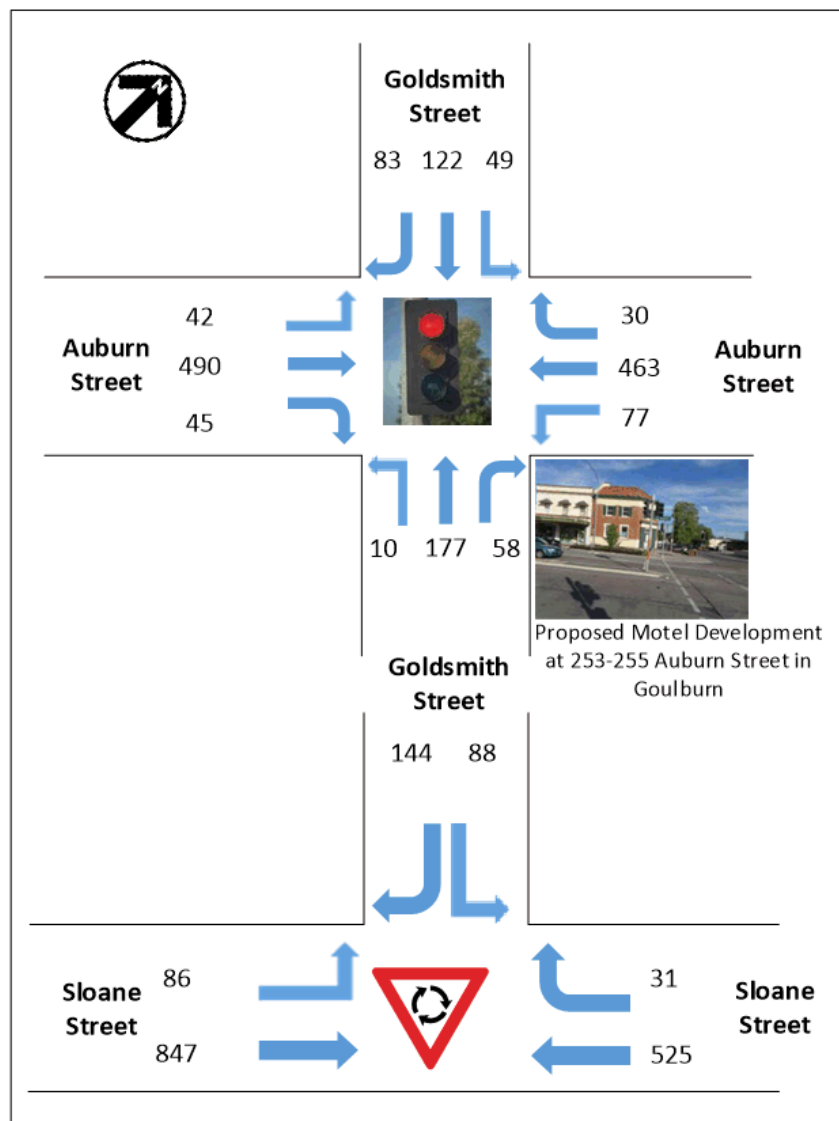 N
Goldsmith
Street
83 122 49
42
490
45
Auburn
Street
30
463
77
Auburn
Street
10 177 58
Proposed Motel Development
at 253-255 Auburn Street in
Goulburn
Goldsmith
Street
144 88
86
847
Sloane
Street
31
525
Sloane
Street